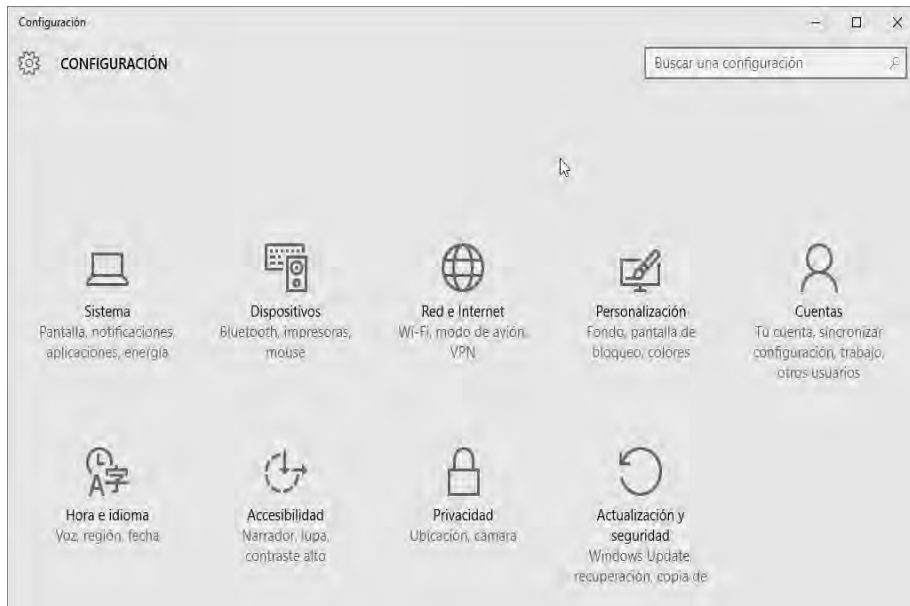 Configuración
CONFIGURACIÓN
Buscar una configuración
Sistema
Pantalla, notificaciones,
aplicaciones, energía
Dispositivos
Bluetooth, impresoras,
mouse
Red e Internet
Wi-Fi, modo de avión,
VPN
Personalización
Fondo, pantalla de
bloqueo, colores
Cuentas
Tu cuenta, sincronizar
configuración, trabajo,
otros usuarios
Hora e idioma
Voz, región, fecha
Accesibilidad
Narrador, lupa,
contraste alto
Privacidad
Ubicación, cámara
Actualización y
seguridad
Windows Update,
recuperación, copia de